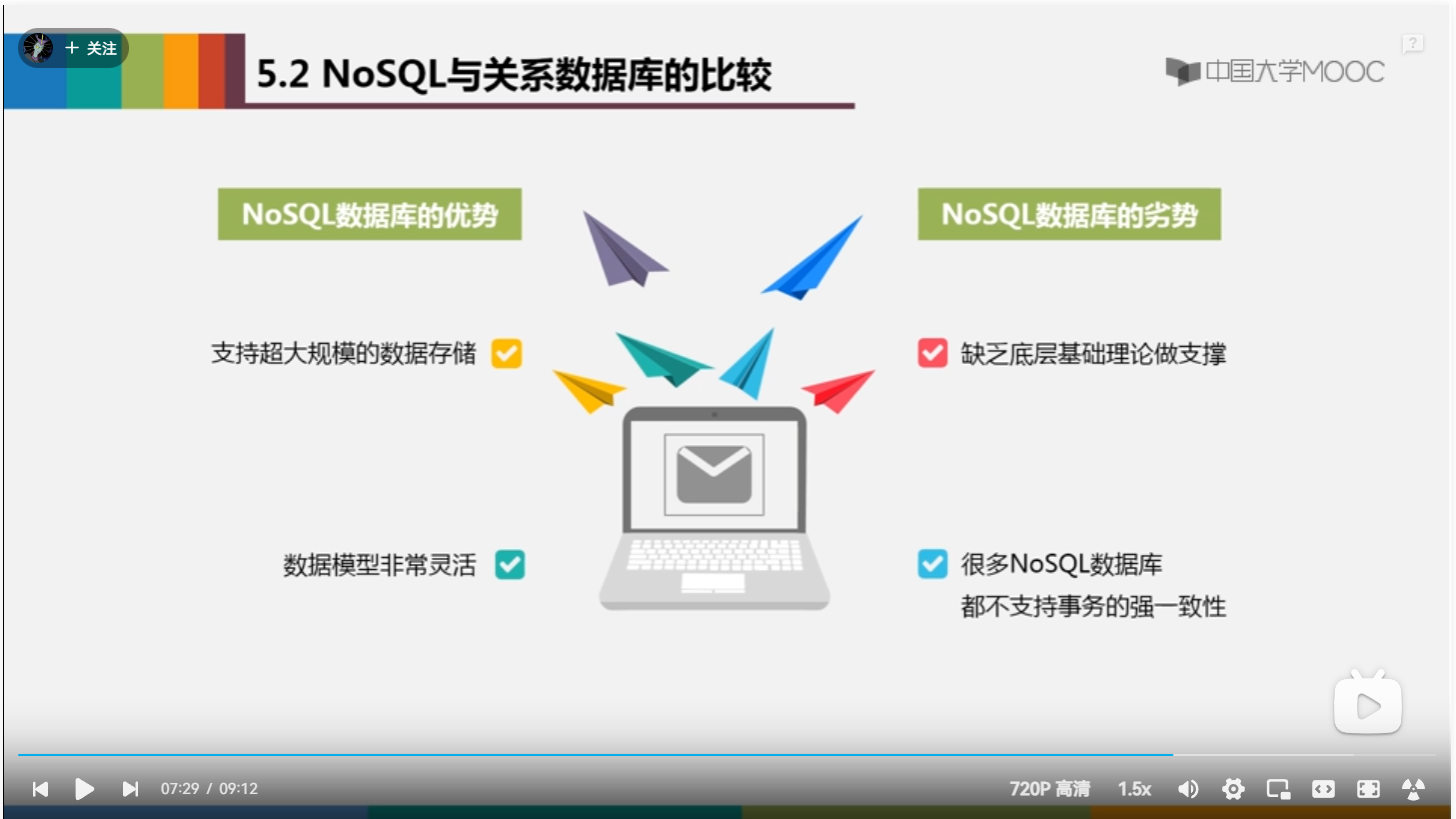 + 关注
5.2 NoSQL与关系数据库的比较
中国大学MOOC
?
NoSQL数据库的优势
支持超大规模的数据存储
数据模型非常灵活
NoSQL数据库的劣势
缺乏底层基础理论做支撑
很多NoSQL数据库
都不支持事务的强一致性
07:29 / 09:12
720P 高清
1.5x